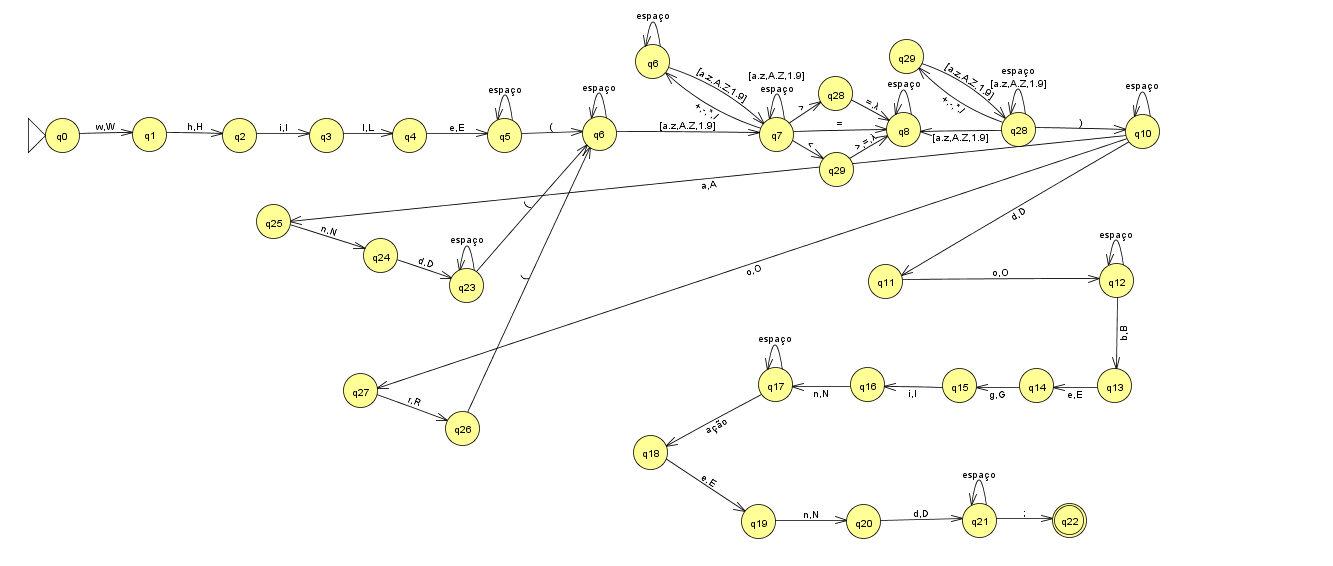 espaço
q6
[a.z,A.Z,1.9]
+,-,*,/
[a.z,A.Z,1.9]
espaço
q29
[a.z,A.Z,1.9]
+,-,*,/
espaço
[a.z,A.Z,1.9]
q28
espaço
espaço
espaço
espaço
q0
w,W
q1
h,H
q2
i,I
q3
l,L
q4
e,E
q5
(
q6
[a.z,A.Z,1.9]
q7
>
q28
=,λ
=
<
q29
>,=,λ
q8
[a.z,A.Z,1.9]
q28
)
q10
a,A
q25
n,N
q24
d,D
espaço
q23
(
(
o,O
d,D
q11
o,O
espaço
q12
b,B
q27
r,R
q26
espaço
q17
n,N
q16
i,I
q15
g,G
q14
e,E
q13
ação
q18
e,E
q19
n,N
q20
d,D
espaço
q21
;
q22